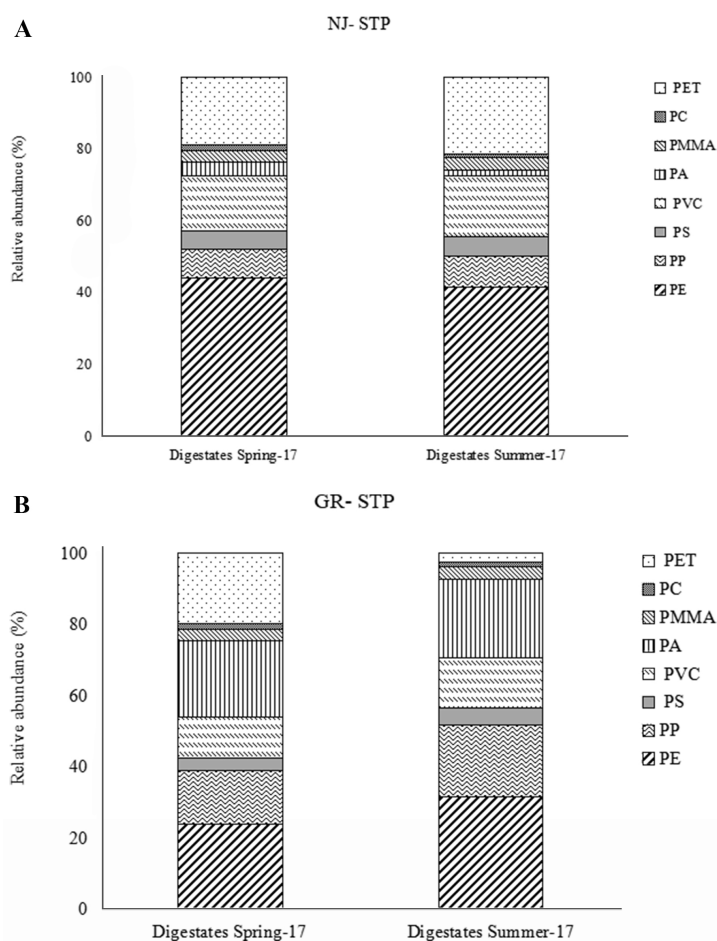 A
NJ- STP
Relative abundance (%)
100
80
60
40
20
0
Digestates Spring-17
Digestates Summer-17
PET
PC
PMMA
PA
PVC
PS
PP
PE
B
GR- STP
Relative abundance (%)
100
80
60
40
20
0
Digestates Spring-17
Digestates Summer-17
PET
PC
PMMA
PA
PVC
PS
PP
PE